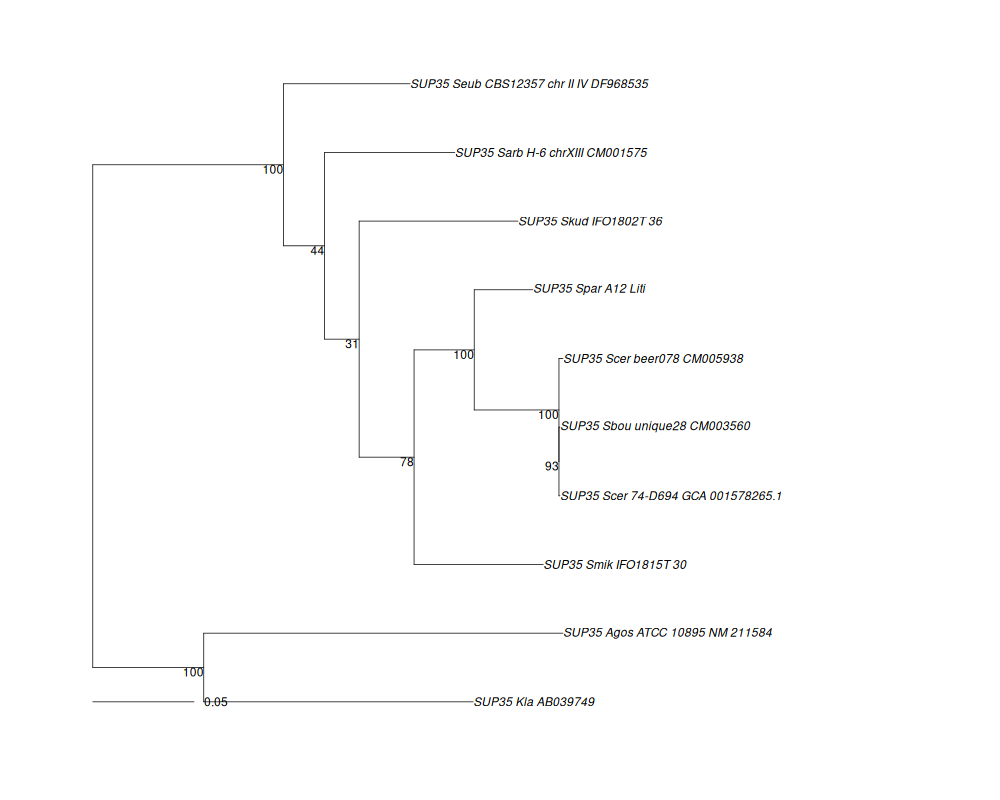 SUP35 Seub CBS12357 chr II IV DF968535
SUP35 Sarb H-6 chrXIII CM001575
100
SUP35 Skud IFO1802T 36
44
SUP35 Spar A12 Liti
31
100
SUP35 Scer beer078 CM005938
100
SUP35 Sbou unique28 CM003560
78
93
SUP35 Scer 74-D694 GCA 001578265.1
SUP35 Smik IFO1815T 30
SUP35 Agos ATCC 10895 NM 211584
100
0.05
SUP35 Kla AB039749